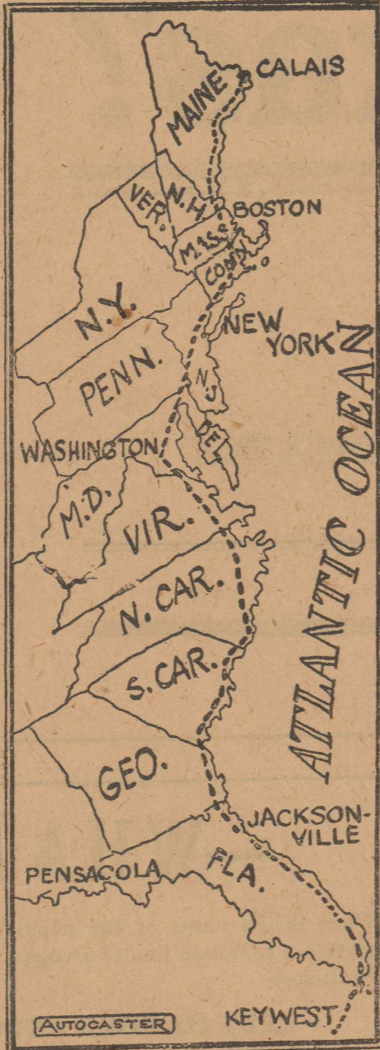 CALAIS
MAINE
VER.
N.H
BOSTON
MASS
CONN.
N.Y.
NEW
YORK
PENN.
N.J
DEL
WASHINGTON
M.D.
VIR.
ATLANTIC OCEAN
N. CAR.
S. CAR.
GEO.
JACKSON-
VILLE
PENSACOLA
FLA.
KEYWEST
AUTOCASTER